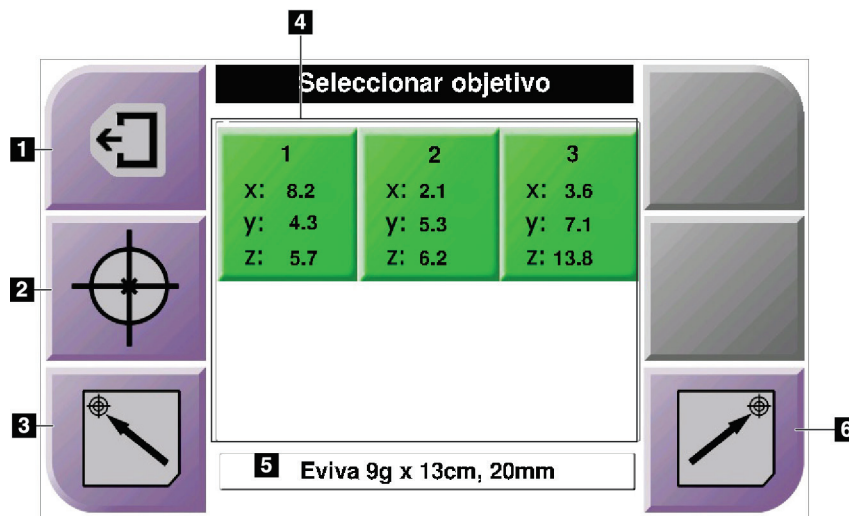 4
Seleccionar objetivo
1
1 2 3
x: 8.2 x: 2.1 x: 3.6
y: 4.3 y: 5.3 y: 7.1
z: 5.7 z: 6.2 z: 13.8
2
3
6
5 Eviva 9g x 13cm, 20mm